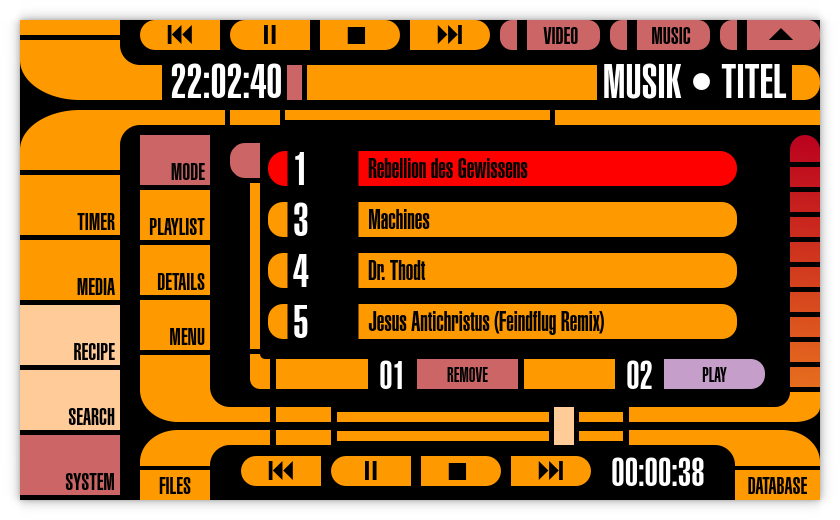 VIDEO
MUSIC
22:02:40
MUSIK • TITEL
MODE
1
Rebellion des Gewissens
TIMER
PLAYLIST
3
Machines
MEDIA
DETAILS
4
Dr. Thodt
RECIPE
MENU
5
Jesus Antichristus (Feindflug Remix)
01
REMOVE
02
PLAY
SEARCH
SYSTEM
FILES
00:00:38
DATABASE